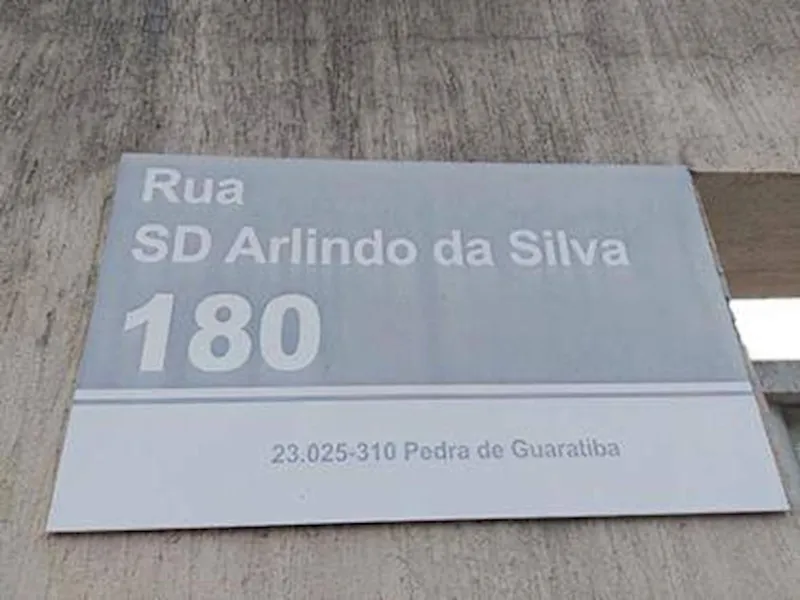 Rua
SD Arlindo da Silva
180
23.025-310 Pedra de Guaratiba